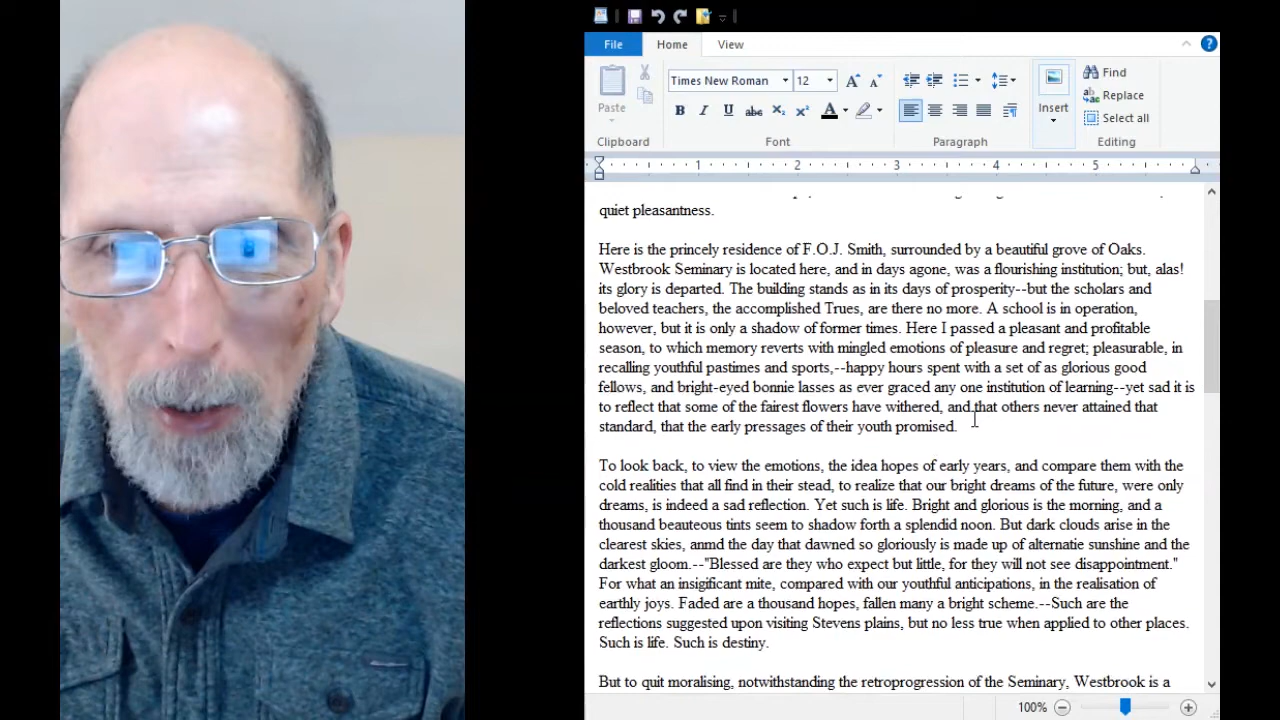 File Home View
Times New Roman 12
Find
Replace
Select all
Paste
Insert
Clipboard Font Paragraph Editing
1 2 3 4 5
quiet pleasantness.
Here is the princely residence of F.O.J. Smith, surrounded by a beautiful grove of Oaks.
Westbrook Seminary is located here, and in days agone, was a flourishing institution; but, alas!
its glory is departed. The building stands as in its days of prosperity--but the scholars and
beloved teachers, the accomplished Trues, are there no more. A school is in operation,
however, but it is only a shadow of former times. Here I passed a pleasant and profitable
season, to which memory reverts with mingled emotions of pleasure and regret; pleasurable, in
recalling youthful pastimes and sports,--happy hours spent with a set of as glorious good
fellows, and bright-eyed bonnie lasses as ever graced any one institution of learning--yet sad it is
to reflect that some of the fairest flowers have withered, and that others never attained that
standard, that the early pressages of their youth promised.
To look back, to view the emotions, the idea hopes of early years, and compare them with the
cold realities that all find in their stead, to realize that our bright dreams of the future, were only
dreams, is indeed a sad reflection. Yet such is life. Bright and glorious is the morning, and a
thousand beauteous tints seem to shadow forth a splendid noon. But dark clouds arise in the
clearest skies, anmd the day that dawned so gloriously is made up of alternatie sunshine and the
darkest gloom.--"Blessed are they who expect but little, for they will not see disappointment."
For what an insigificant mite, compared with our youthful anticipations, in the realisation of
earthly joys. Faded are a thousand hopes, fallen many a bright scheme.--Such are the
reflections suggested upon visiting Stevens plains, but no less true when applied to other places.
Such is life. Such is destiny.
But to quit moralising, notwithstanding the retroprogression of the Seminary, Westbrook is a
100%